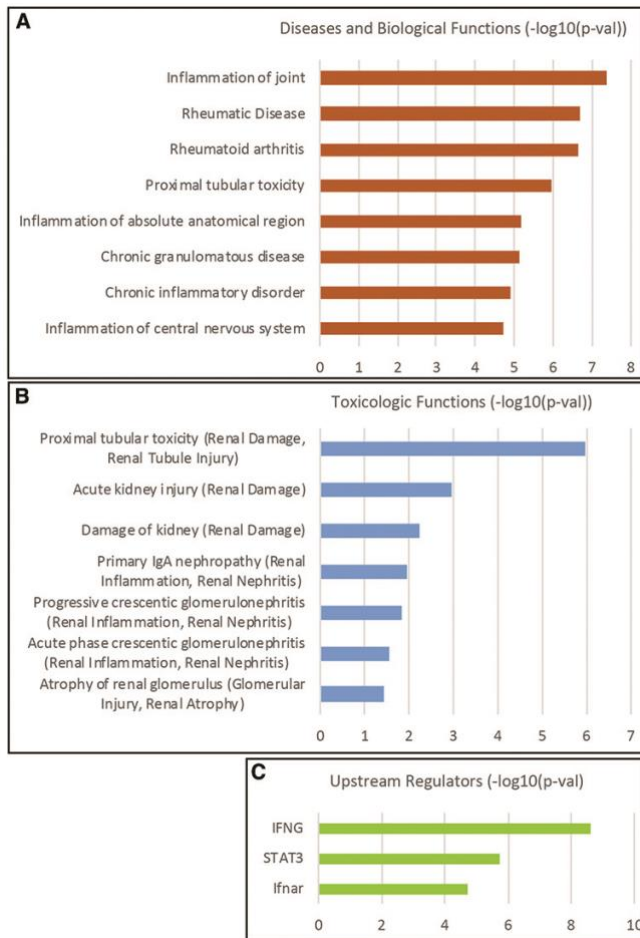 A
Diseases and Biological Functions (-log10(p-val))
Inflammation of joint
Rheumatic Disease
Rheumatoid arthritis
Proximal tubular toxicity
Inflammation of absolute anatomical region
Chronic granulomatous disease
Chronic inflammatory disorder
Inflammation of central nervous system
0 1 2 3 4 5 6 7 8
B
Toxicologic Functions (-log10(p-val))
Proximal tubular toxicity (Renal Damage,
Renal Tubule Injury)
Acute kidney injury (Renal Damage)
Damage of kidney (Renal Damage)
Primary IgA nephropathy (Renal
Inflammation, Renal Nephritis)
Progressive crescentic glomerulonephritis
(Renal Inflammation, Renal Nephritis)
Acute phase crescentic glomerulonephritis
(Renal Inflammation, Renal Nephritis)
Atrophy of renal glomerulus (Glomerular
Injury, Renal Atrophy)
0 1 2 3 4 5 6 7
C
Upstream Regulators (-log10(p-val)
IFNG
STAT3
Ifnar
0 2 4 6 8 10